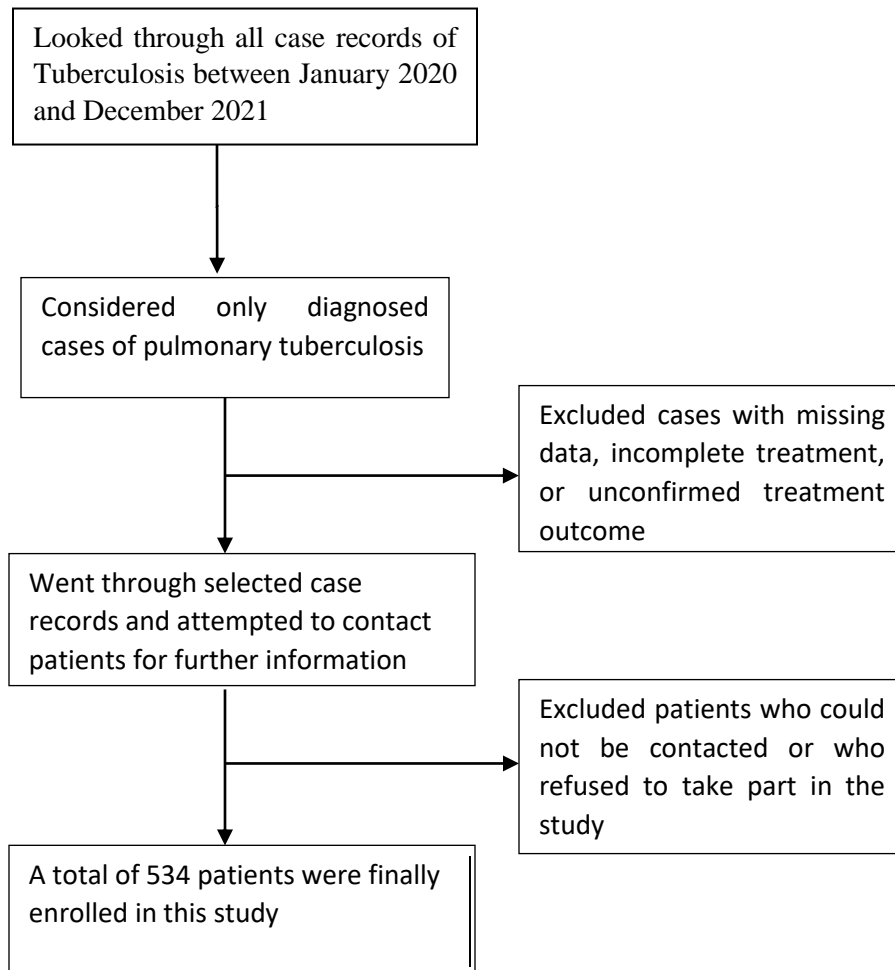 Looked through all case records of
Tuberculosis between January 2020
and December 2021
Considered only diagnosed
cases of pulmonary tuberculosis
Excluded cases with missing
data, incomplete treatment,
or unconfirmed treatment
outcome
Went through selected case
records and attempted to contact
patients for further information
Excluded patients who could
not be contacted or who
refused to take part in the
study
A total of 534 patients were finally
enrolled in this study